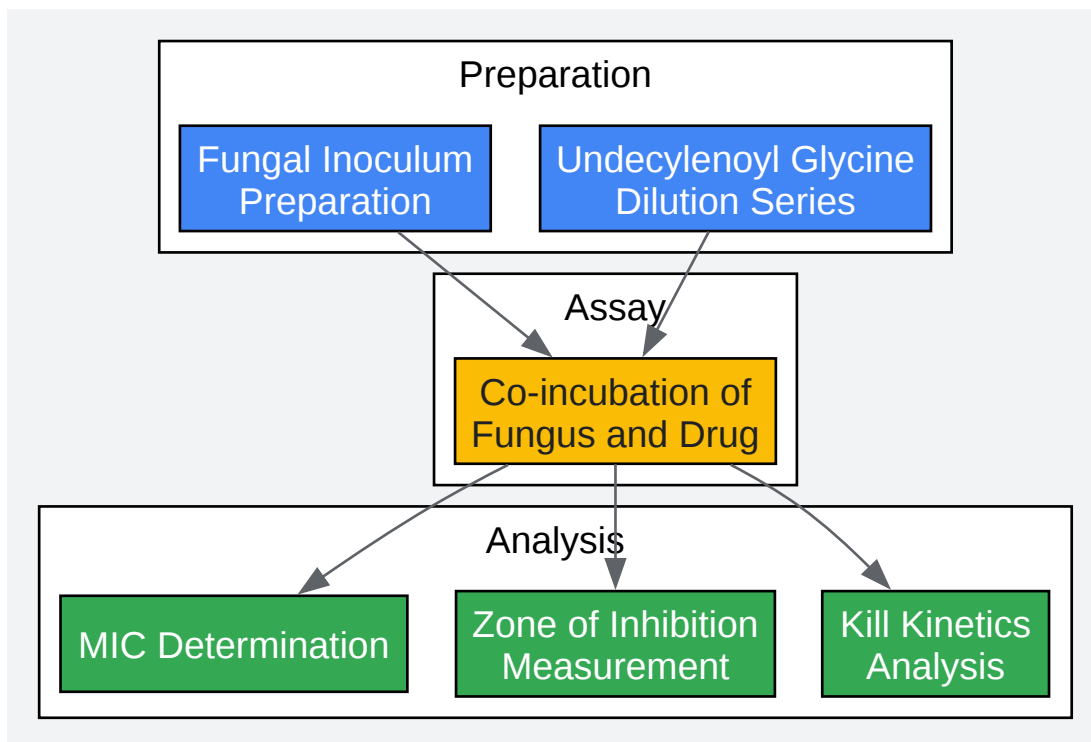 Preparation
Fungal Inoculum
Preparation
Undecylenoyl Glycine
Dilution Series
Assay
Co-incubation of
Fungus and Drug
Analysis
MIC Determination
Zone of Inhibition
Measurement
Kill Kinetics
Analysis